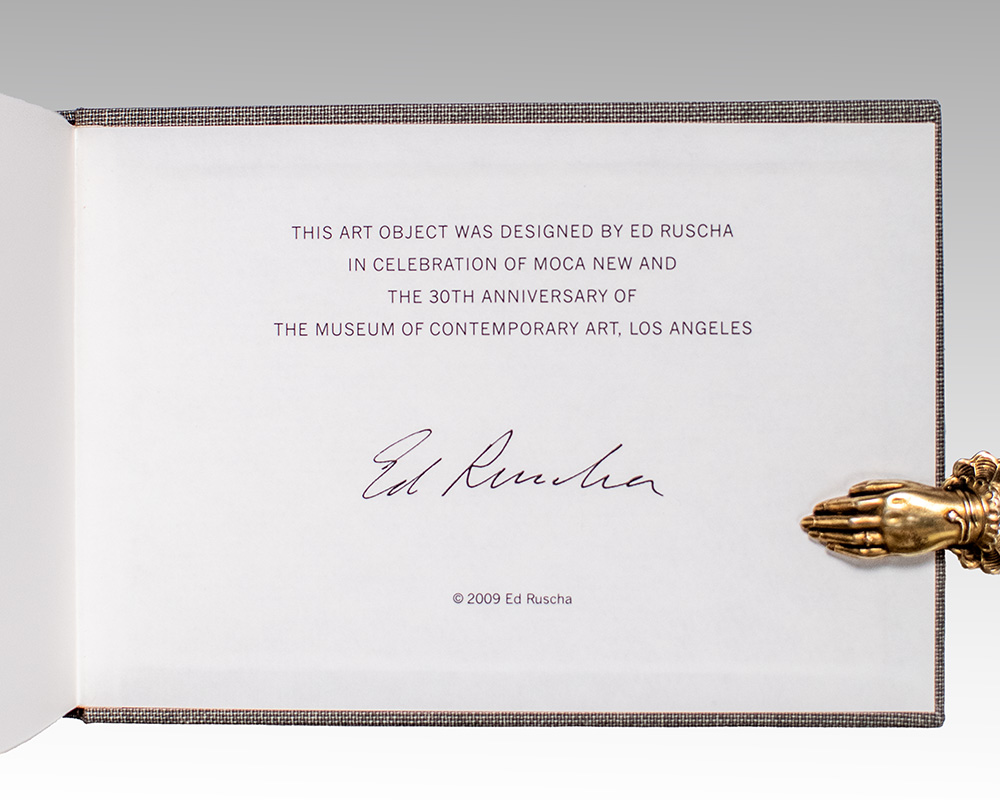 THIS ART OBJECT WAS DESIGNED BY ED RUSCHA
IN CELEBRATION OF MOCA NEW AND
THE 30TH ANNIVERSARY OF
THE MUSEUM OF CONTEMPORARY ART, LOS ANGELES
Ed Ruscha
© 2009 Ed Ruscha